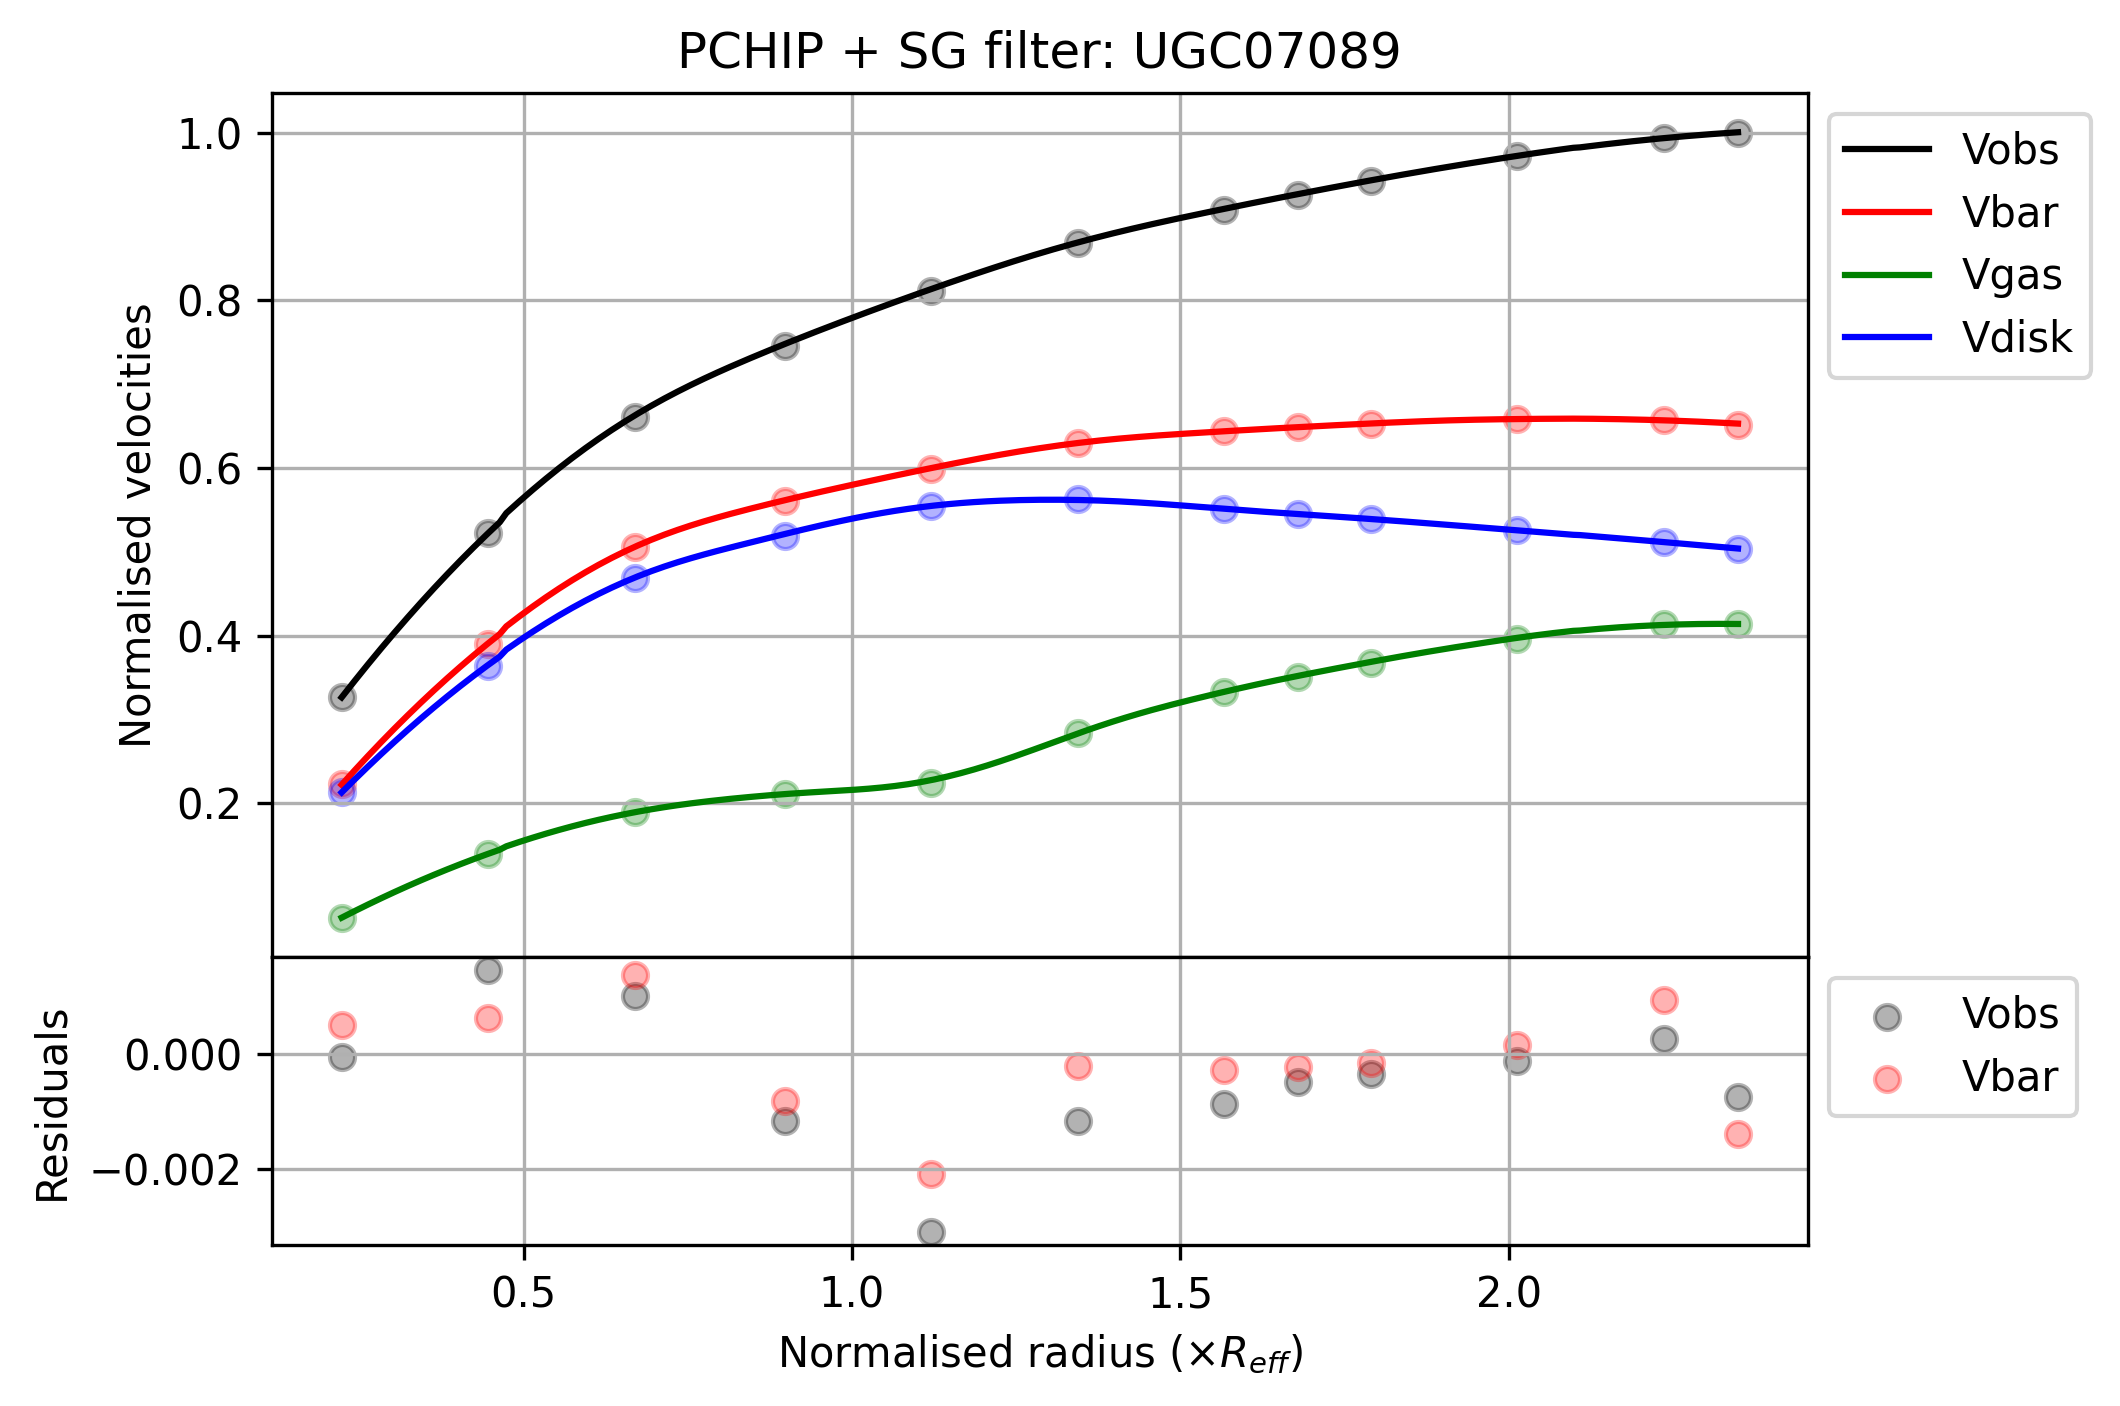 PCHIP + SG filter: UGC07089
Normalised velocities
1.0
0.8
0.6
0.4
0.2
Vobs
Vbar
Vgas
Vdisk
Residuals
0.000
−0.002
Vobs
Vbar
0.5 1.0 1.5 2.0
Normalised radius (×R_eff)